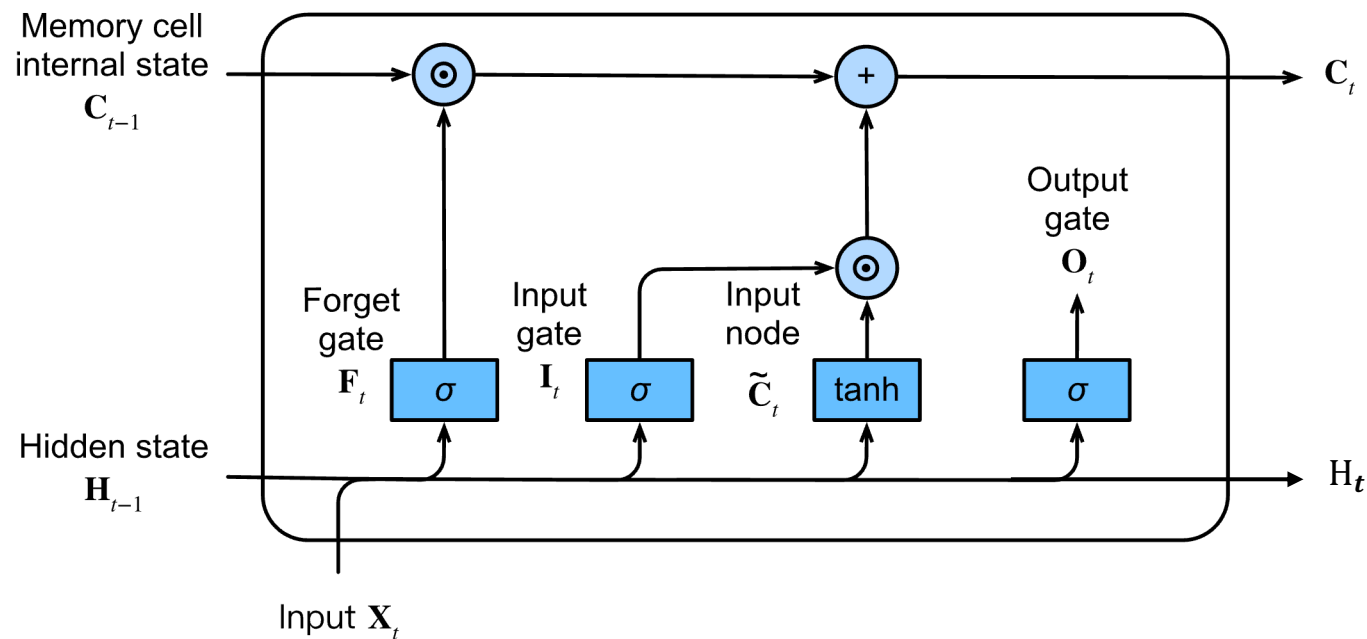 Memory cell
internal state
C_{t−1}
⊙
+
C_t
Output
gate
O_t
⊙
Forget
gate
F_t
Input
gate
I_t
Input
node
C̃_t
σ
σ
tanh
σ
Hidden state
H_{t−1}
H_t
Input X_t